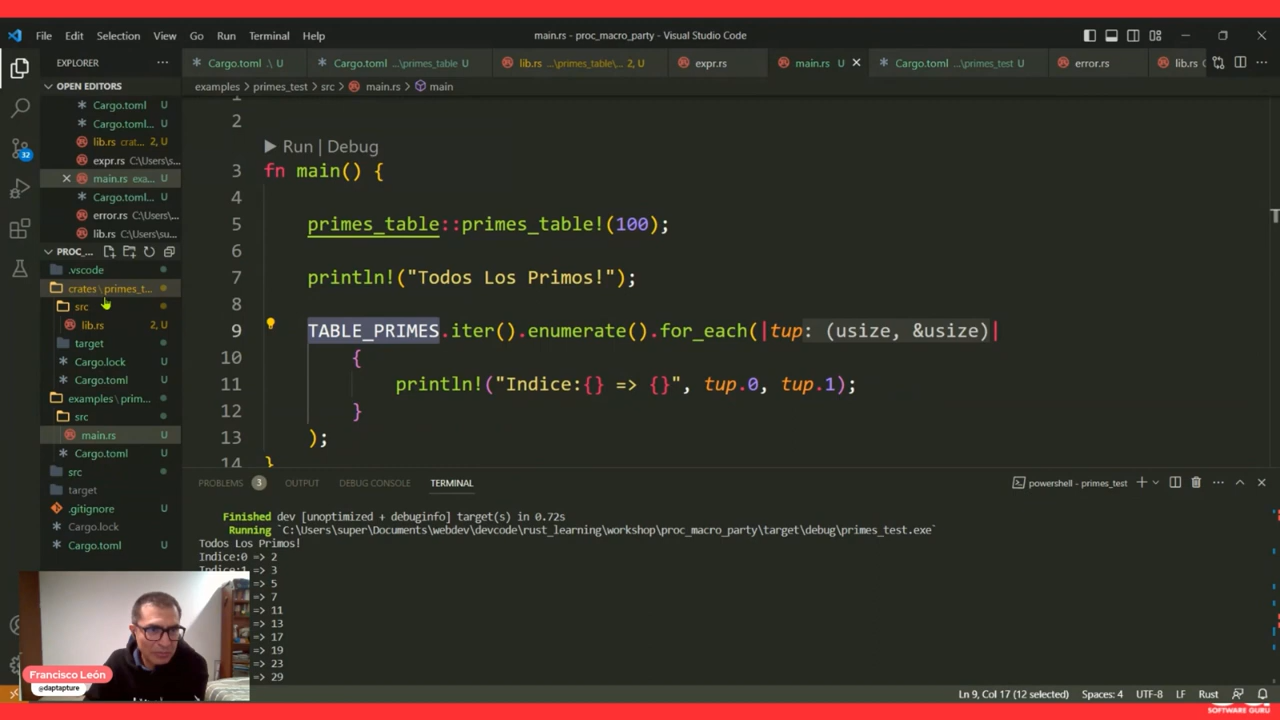 File Edit Selection View Go Run Terminal Help
main.rs - proc_macro_party - Visual Studio Code
EXPLORER
OPEN EDITORS
Cargo.toml U
Cargo.toml... U
lib.rs crat... 2, U
expr.rs C:\Users\s...
main.rs exa... U
Cargo.toml... U
error.rs C:\Us...
lib.rs C:\Users\su...
PROC_...
.vscode
crates \ primes_t...
src
lib.rs 2, U
target
Cargo.lock U
Cargo.toml U
examples \ prim...
src
main.rs U
Cargo.toml U
src
target
.gitignore U
Cargo.lock
Cargo.toml U
32
Cargo.toml .\ U
Cargo.toml ...\primes_table U
lib.rs ...\primes_table\... 2, U
expr.rs
main.rs U
Cargo.toml ...\primes_test U
error.rs
lib.rs
examples > primes_test > src > main.rs > main
1
2
Run | Debug
3 fn main() {
4
5 primes_table::primes_table!(100);
6
7 println!("Todos Los Primos!");
8
9 TABLE_PRIMES.iter().enumerate().for_each(|tup: (usize, &usize)|
10 {
11 println!("Indice:{} => {}", tup.0, tup.1);
12 }
13 );
14 }
PROBLEMS 3 OUTPUT DEBUG CONSOLE TERMINAL
powershell - primes_test
Finished dev [unoptimized + debuginfo] target(s) in 0.72s
Running `C:\Users\super\Documents\webdev\devcode\rust_learning\workshop\proc_macro_party\target\debug\primes_test.exe`
Todos Los Primos!
Indice:0 => 2
Indice:1 => 3
=> 5
=> 7
=> 11
=> 13
=> 17
=> 19
=> 23
=> 29
Francisco León
@daptapture
Ln 9, Col 17 (12 selected) Spaces: 4 UTF-8 LF Rust
SOFTWARE GURU